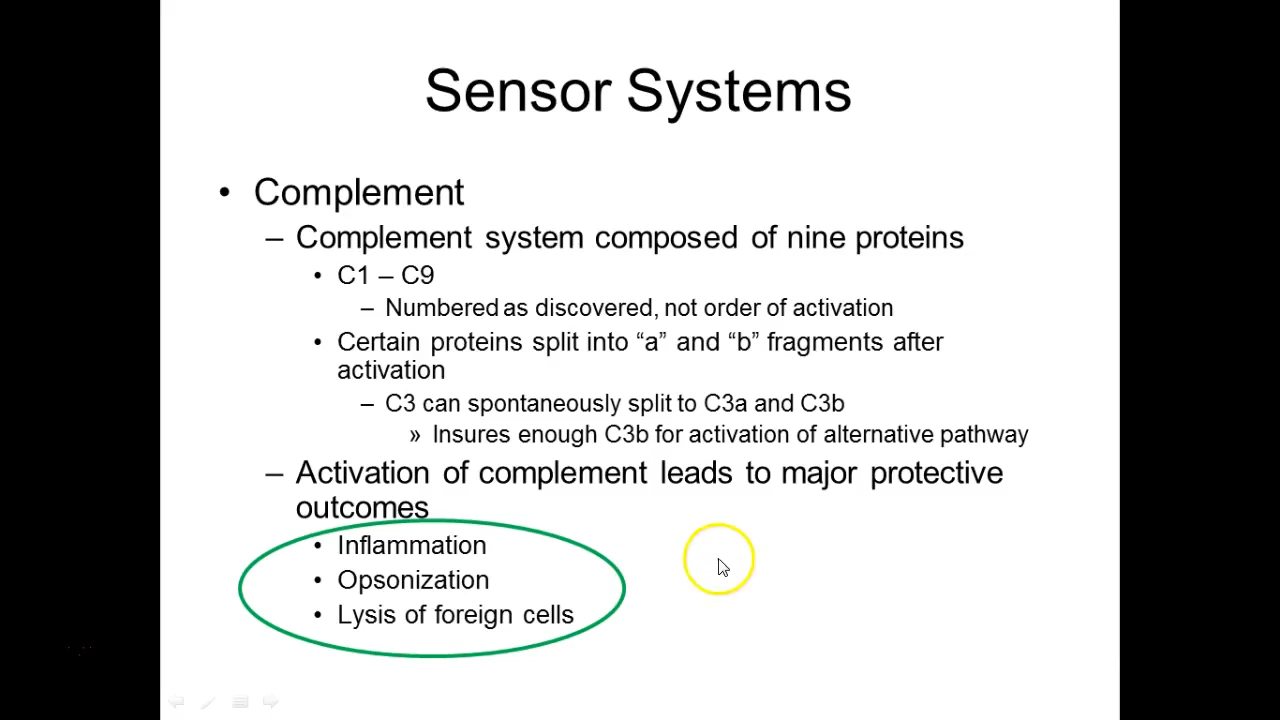 Sensor Systems
• Complement
– Complement system composed of nine proteins
• C1 – C9
– Numbered as discovered, not order of activation
• Certain proteins split into “a” and “b” fragments after
activation
– C3 can spontaneously split to C3a and C3b
» Insures enough C3b for activation of alternative pathway
– Activation of complement leads to major protective
outcomes
• Inflammation
• Opsonization
• Lysis of foreign cells